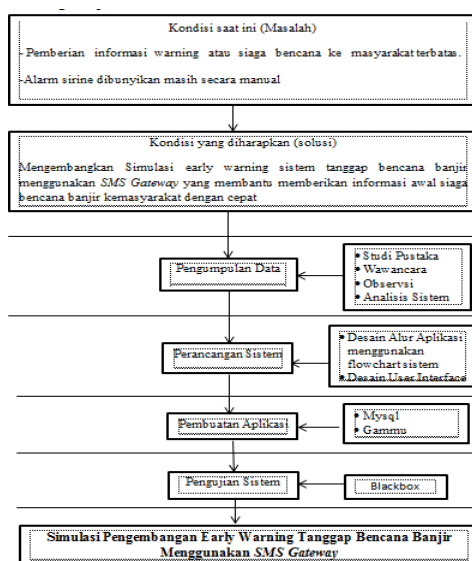 Kondisi saat ini (Masalah)
-Pemberian informasi warning atau siaga bencana ke masyarakat terbatas.
-Alarm sirine dibunyikan masih secara manual
Kondisi yang diharapkan (solusi)
Mengembangkan Simulasi early warning sistem tanggap bencana banjir
menggunakan SMS Gateway yang membantu memberikan informasi awal siaga
bencana banjir kemasyarakat dengan cepat
Pengumpulan Data
• Studi Pustaka
• Wawancara
• Observsi
• Analisis Sistem
Perancangan Sistem
• Desain Alur Aplikasi
menggunakan
flowchart sistem
• Desain User Interface
Pembuatan Aplikasi
• Mysql
• Gammu
Pengujian Sistem
Blackbox
Simulasi Pengembangan Early Warning Tanggap Bencana Banjir
Menggunakan SMS Gateway